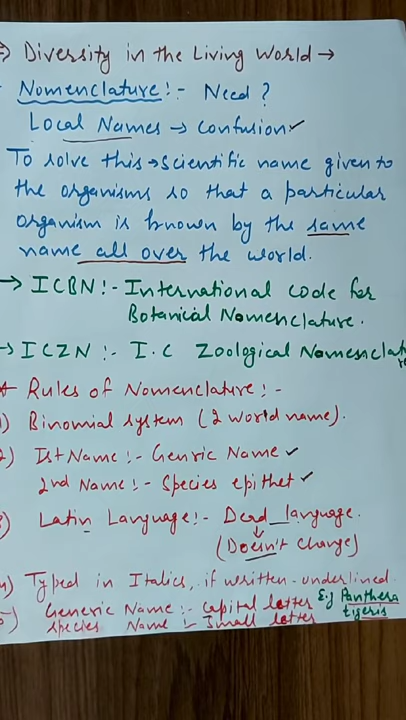 Diversity in the Living World →
Nomenclature :- Need ?
Local Names → Confusion ✓
To solve this → Scientific name given to
the organisms so that a particular
organism is known by the same
name all over the world.
→ ICBN :- International Code for
Botanical Nomenclature.
→ ICZN :- I.C Zoological Nomenclature
* Rules of Nomenclature :-
1) Binomial system (2 world name).
2) Ist Name :- Genric Name ✓
2nd Name :- Species epithet ✓
3) Latin Language :- Dead language.
↓
(Doesn't Change)
4) Typed in Italics, if written - underlined
5) Generic Name :- Capital letter E.g Panthera
Species Name :- Small letter tigeris